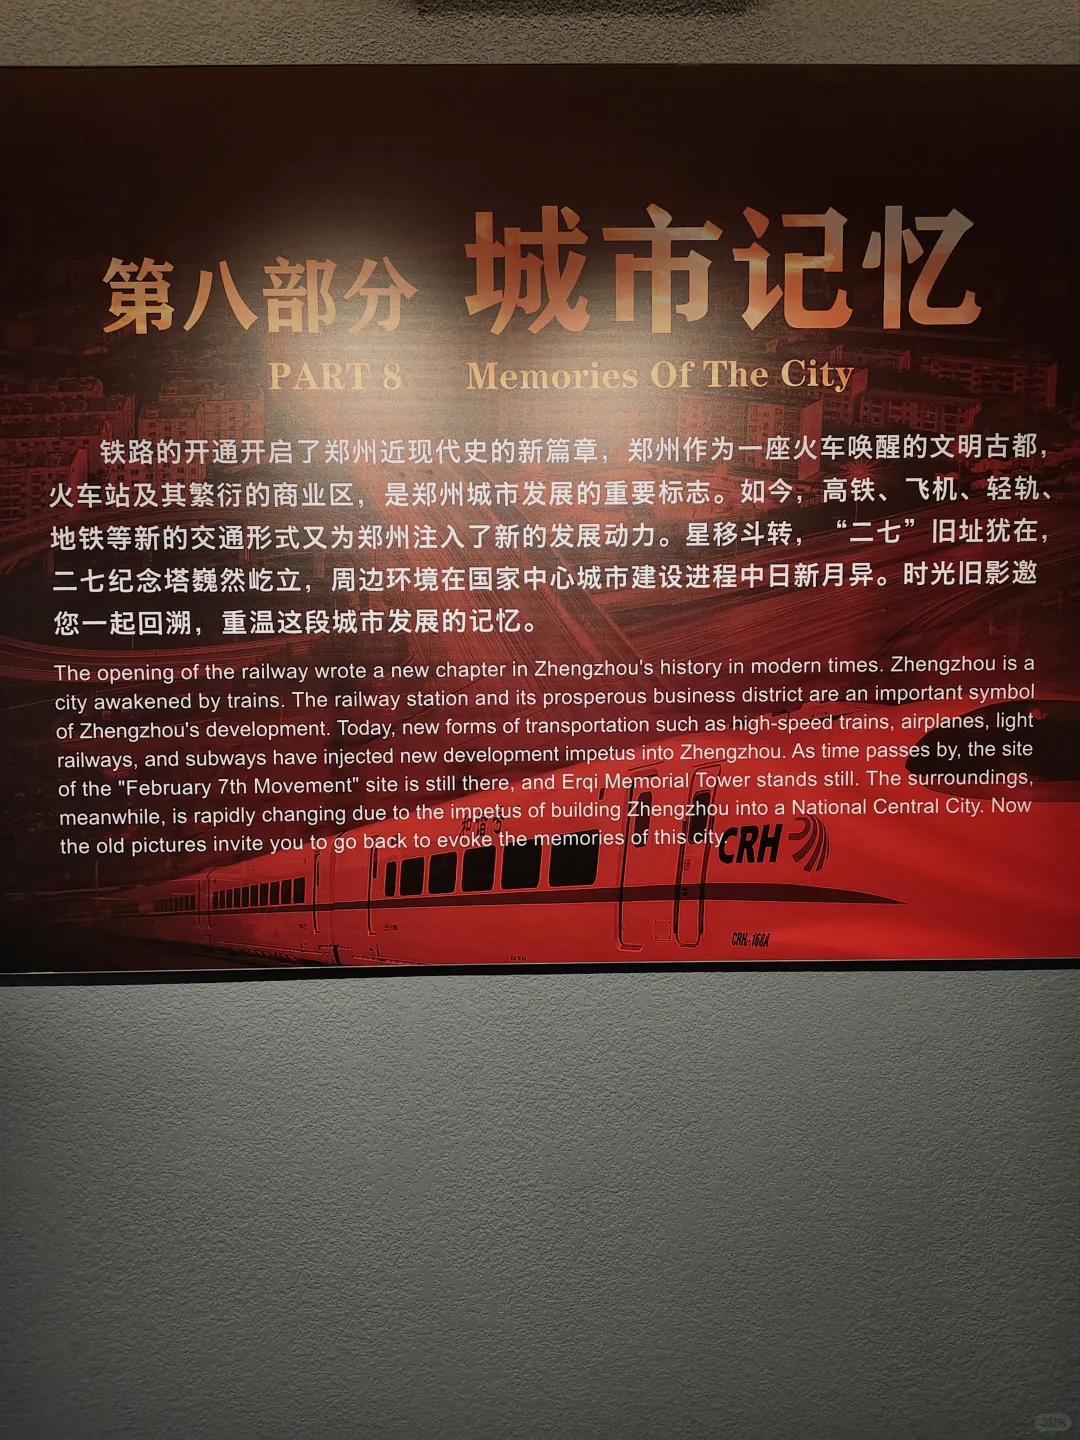 第八部分 城市记忆
PART 8 Memories Of The City
铁路的开通开启了郑州近现代史的新篇章，郑州作为一座火车唤醒的文明古都，
火车站及其繁衍的商业区，是郑州城市发展的重要标志。如今，高铁、飞机、轻轨、
地铁等新的交通形式又为郑州注入了新的发展动力。星移斗转，“二七”旧址犹在，
二七纪念塔巍然屹立，周边环境在国家中心城市建设进程中日新月异。时光旧影邀
您一起回溯，重温这段城市发展的记忆。
The opening of the railway wrote a new chapter in Zhengzhou's history in modern times. Zhengzhou is a
city awakened by trains. The railway station and its prosperous business district are an important symbol
of Zhengzhou's development. Today, new forms of transportation such as high-speed trains, airplanes, light
railways, and subways have injected new development impetus into Zhengzhou. As time passes by, the site
of the "February 7th Movement" site is still there, and Erqi Memorial Tower stands still. The surroundings,
meanwhile, is rapidly changing due to the impetus of building Zhengzhou into a National Central City. Now
the old pictures invite you to go back to evoke the memories of this city.
和谐号
CRH
CRH-168A